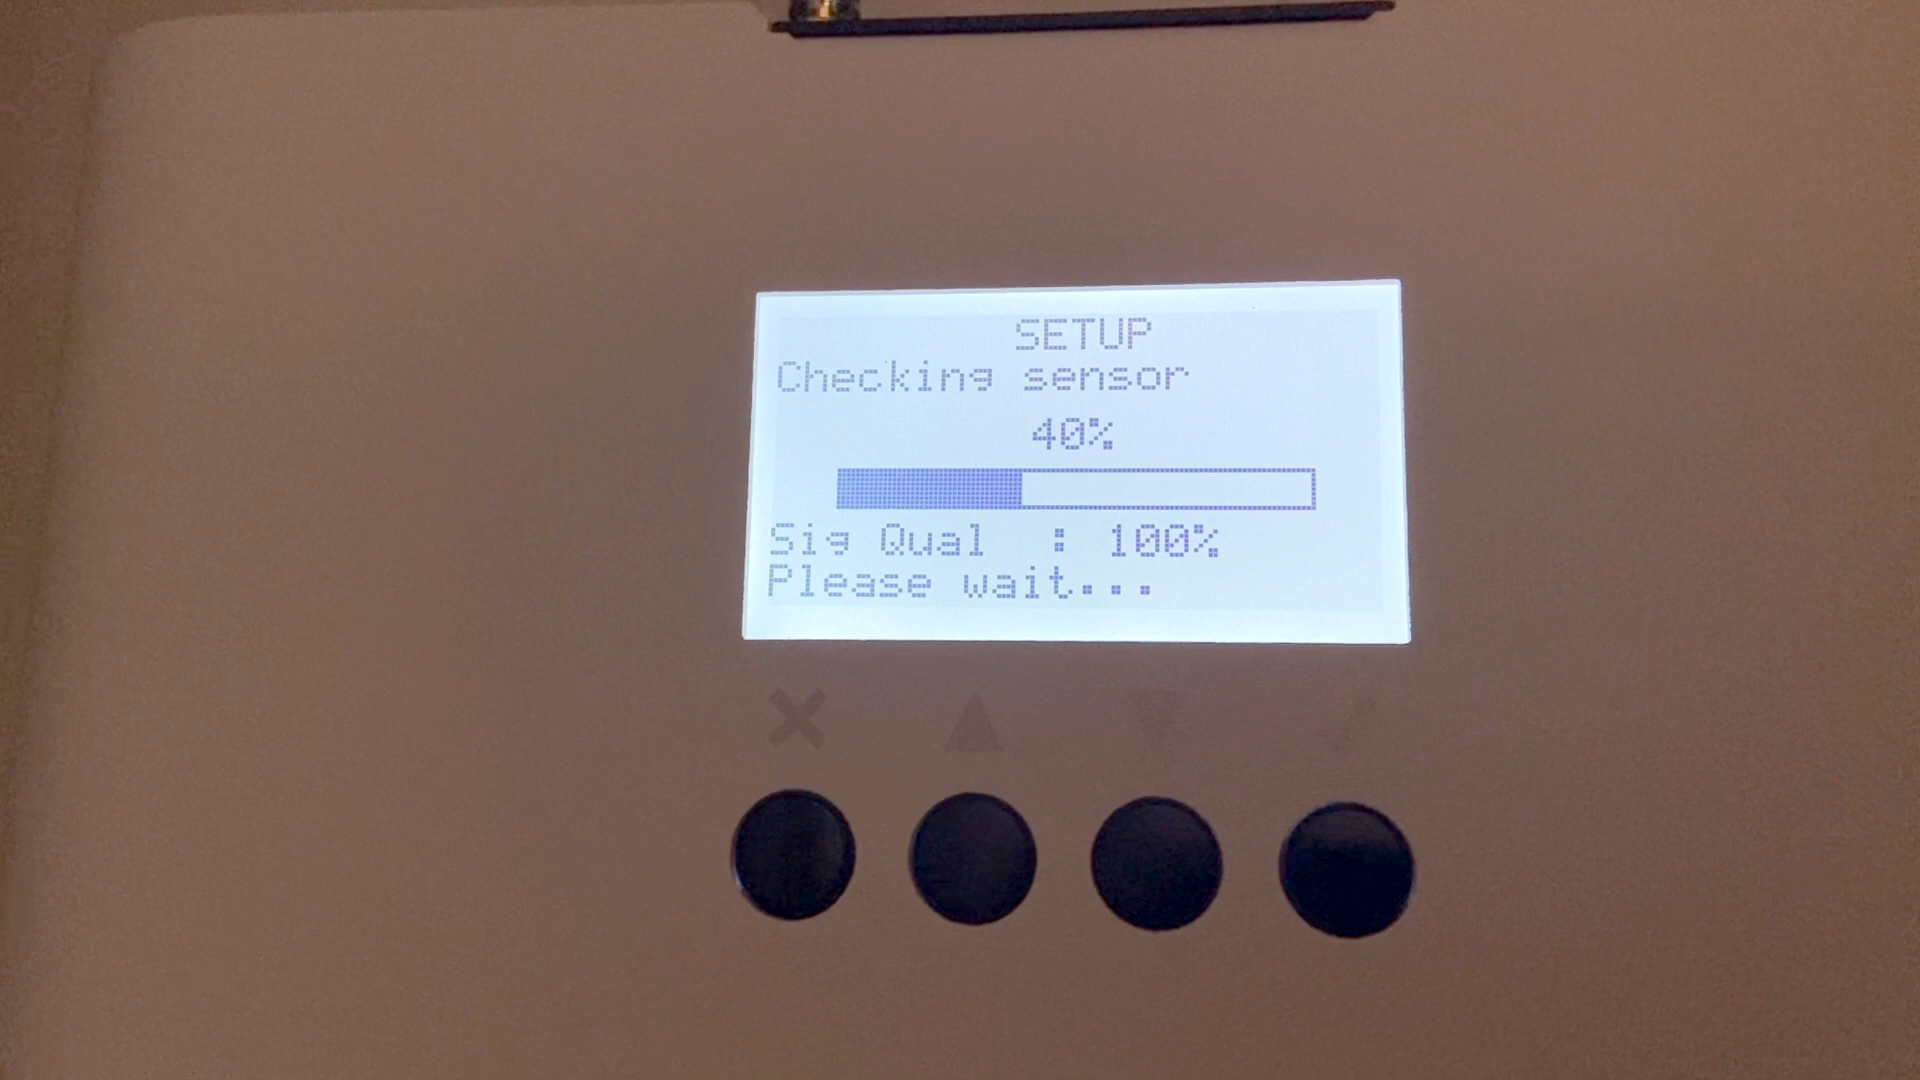 SETUP
Checking sensor
40%
Sig Qual : 100%
Please wait...